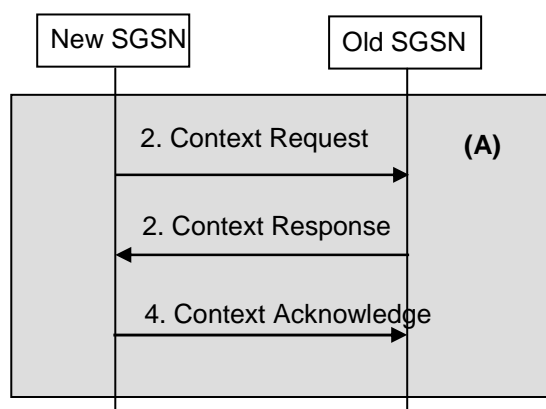 New SGSN
Old SGSN
2. Context Request
(A)
2. Context Response
4. Context Acknowledge